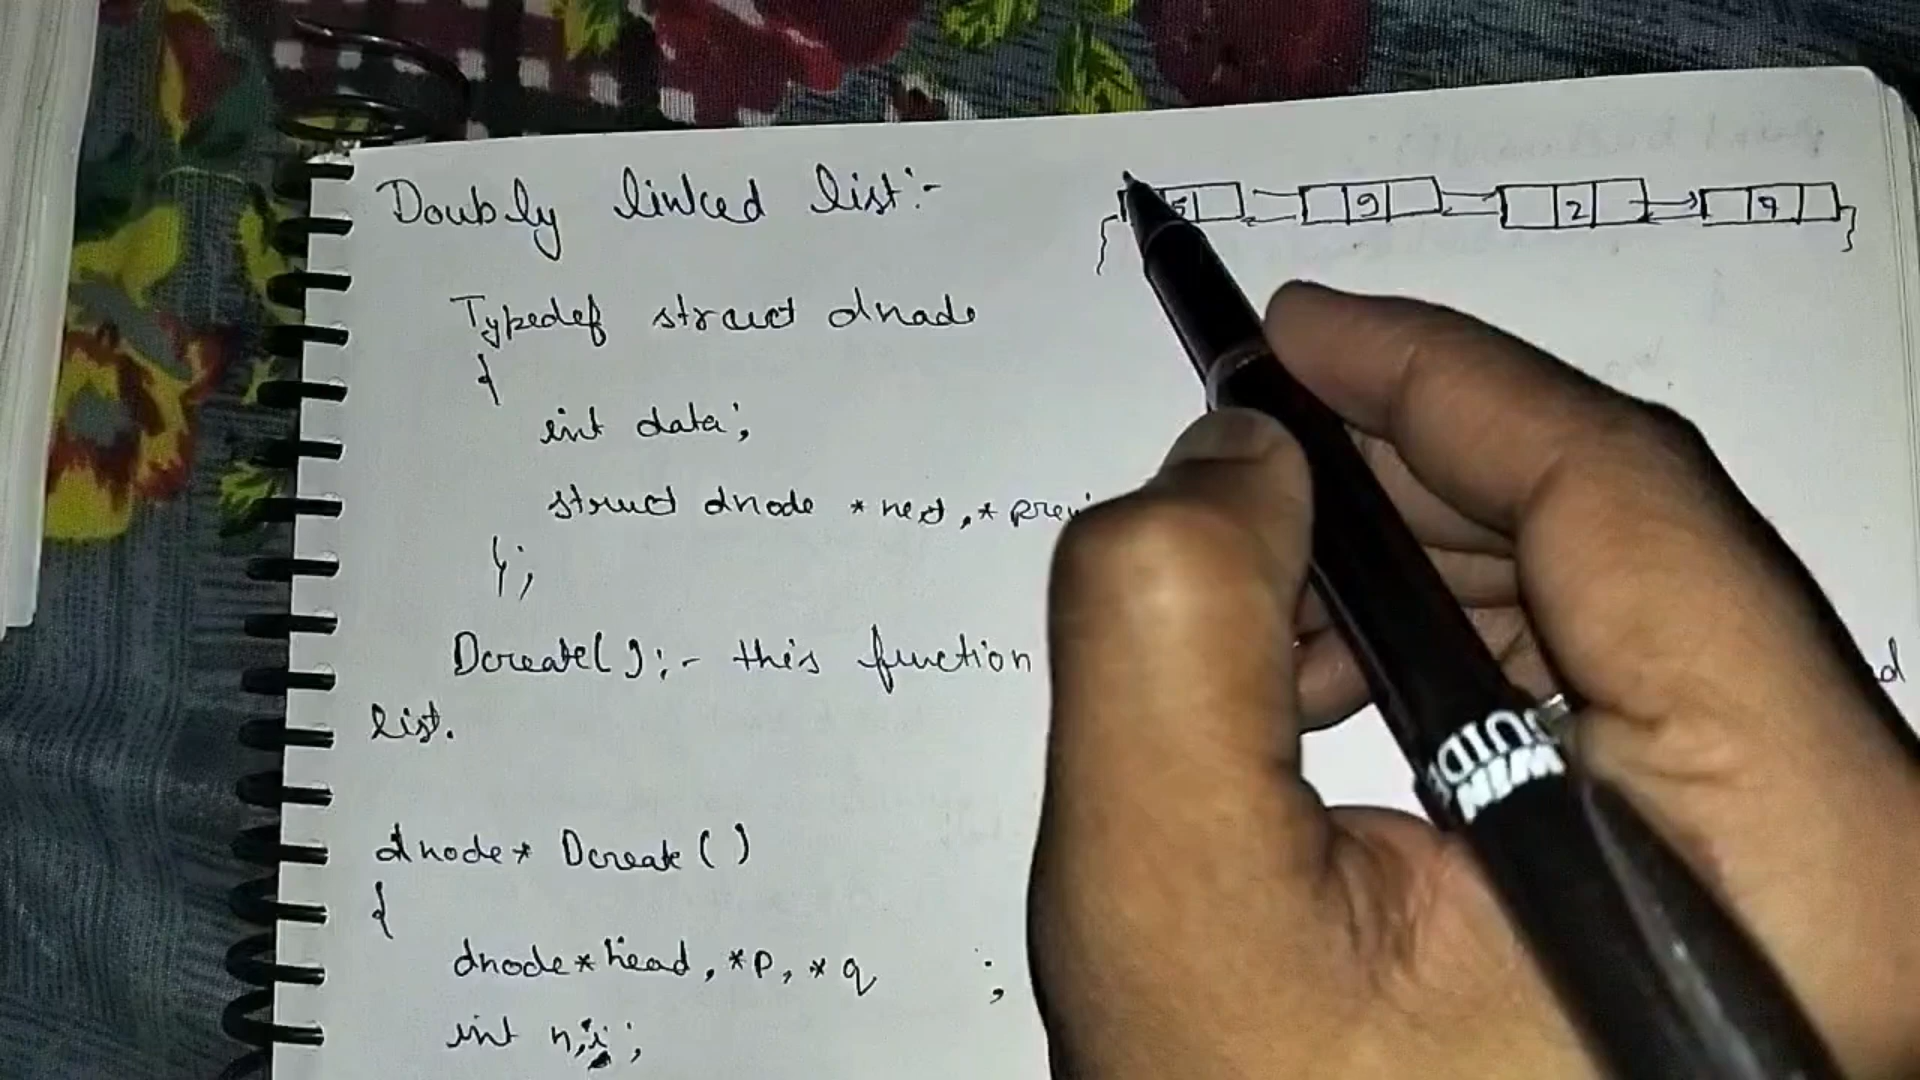 Doubly linked list:-
5 9 2 7
Typedef struct dnode
{
int data;
struct dnode *next, *prev
};
Dcreate():- this function
list.
dnode* Dcreate()
{
dnode*head, *p, *q ;
int n,i;